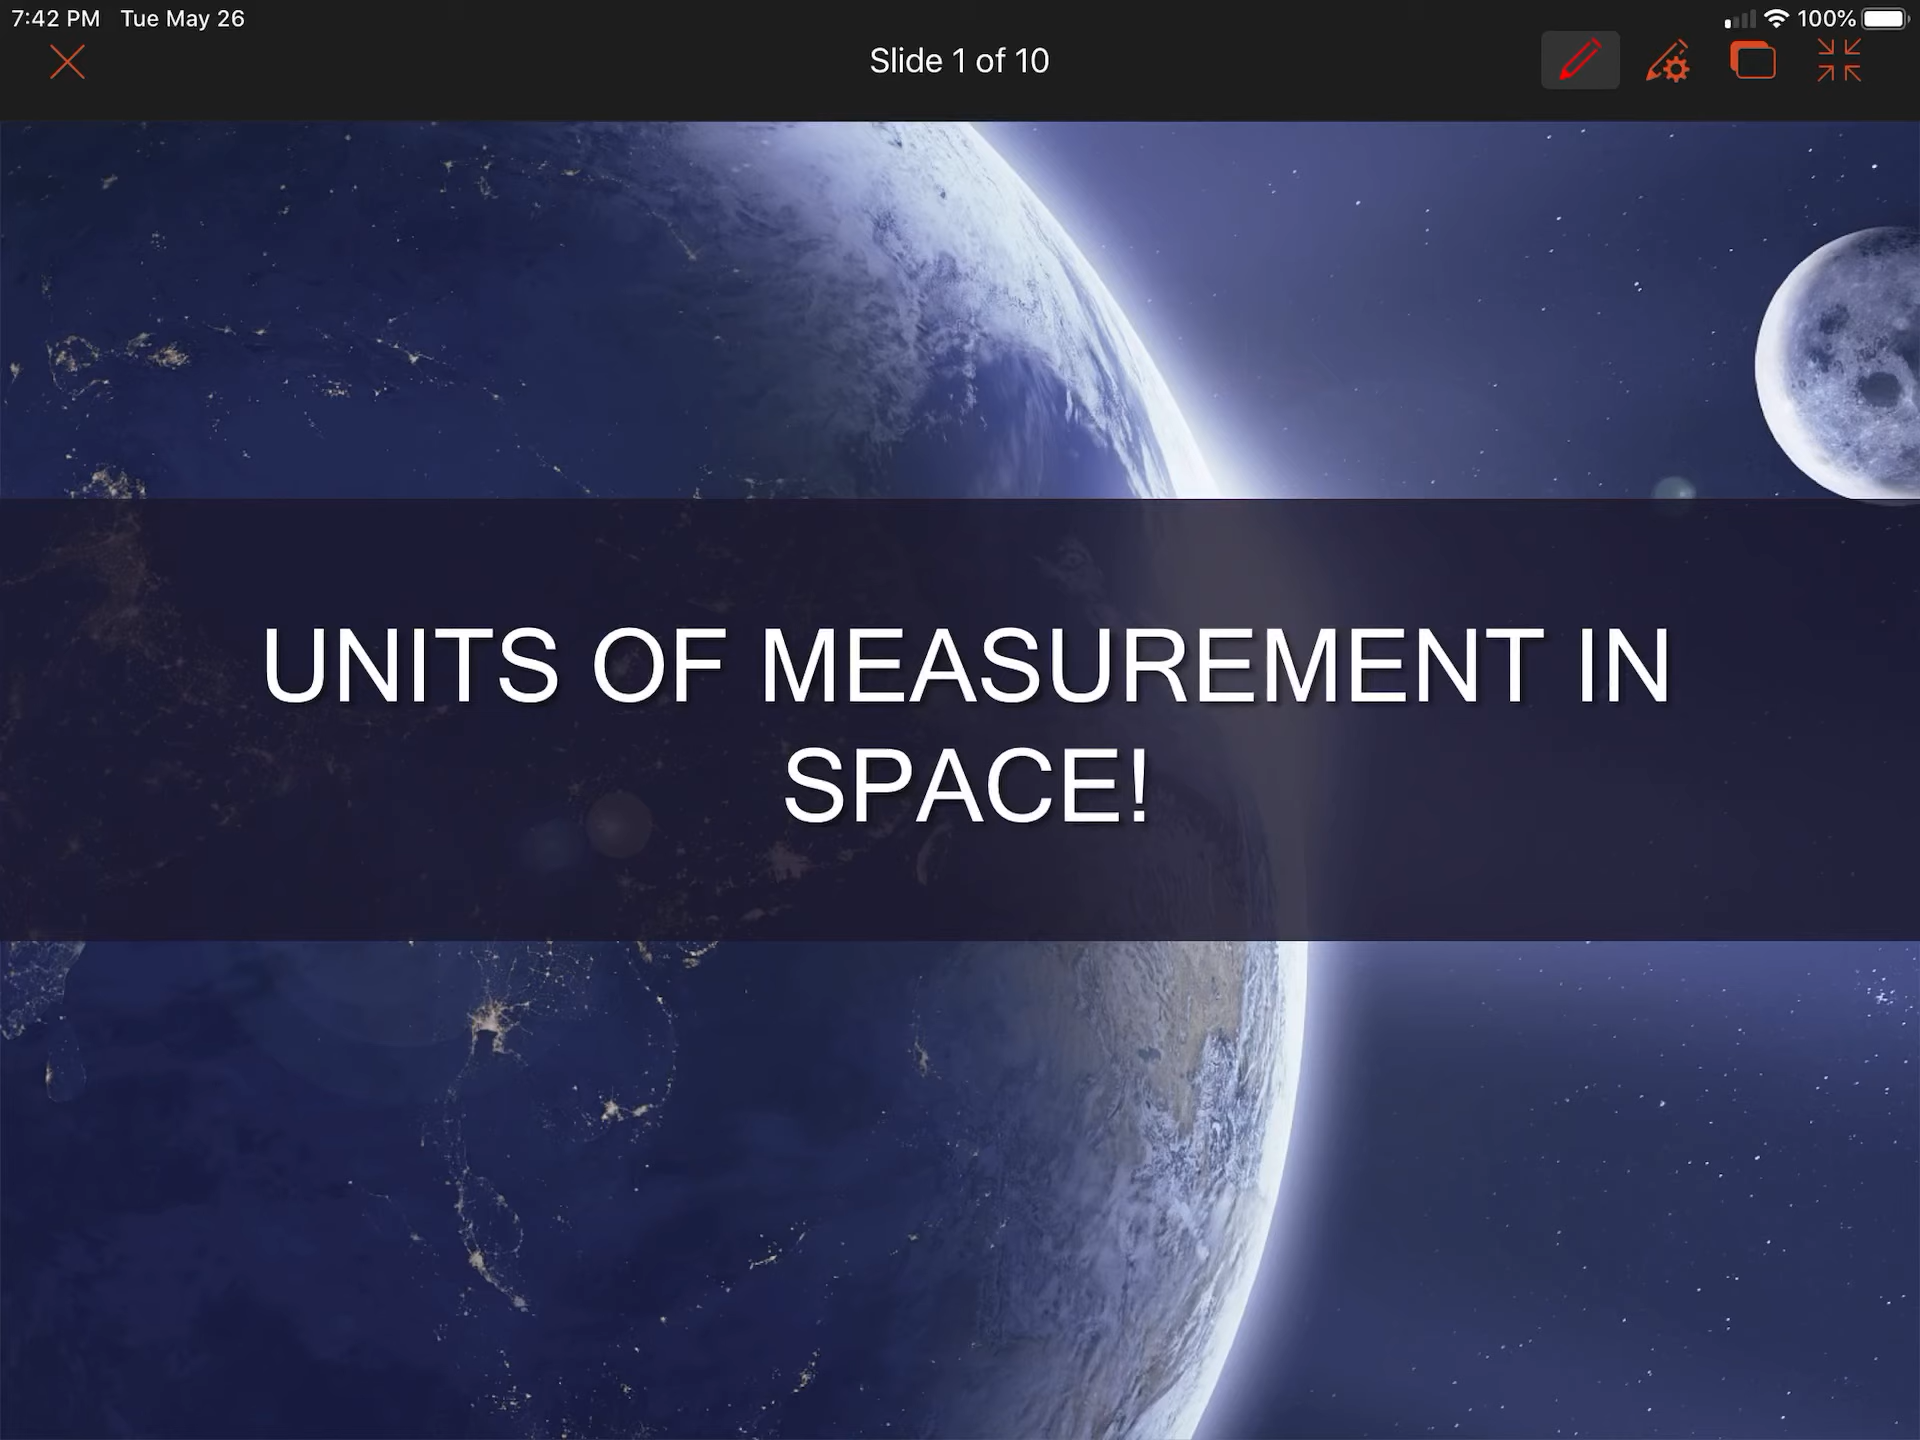 7:42 PM Tue May 26
100%
Slide 1 of 10
UNITS OF MEASUREMENT IN
SPACE!